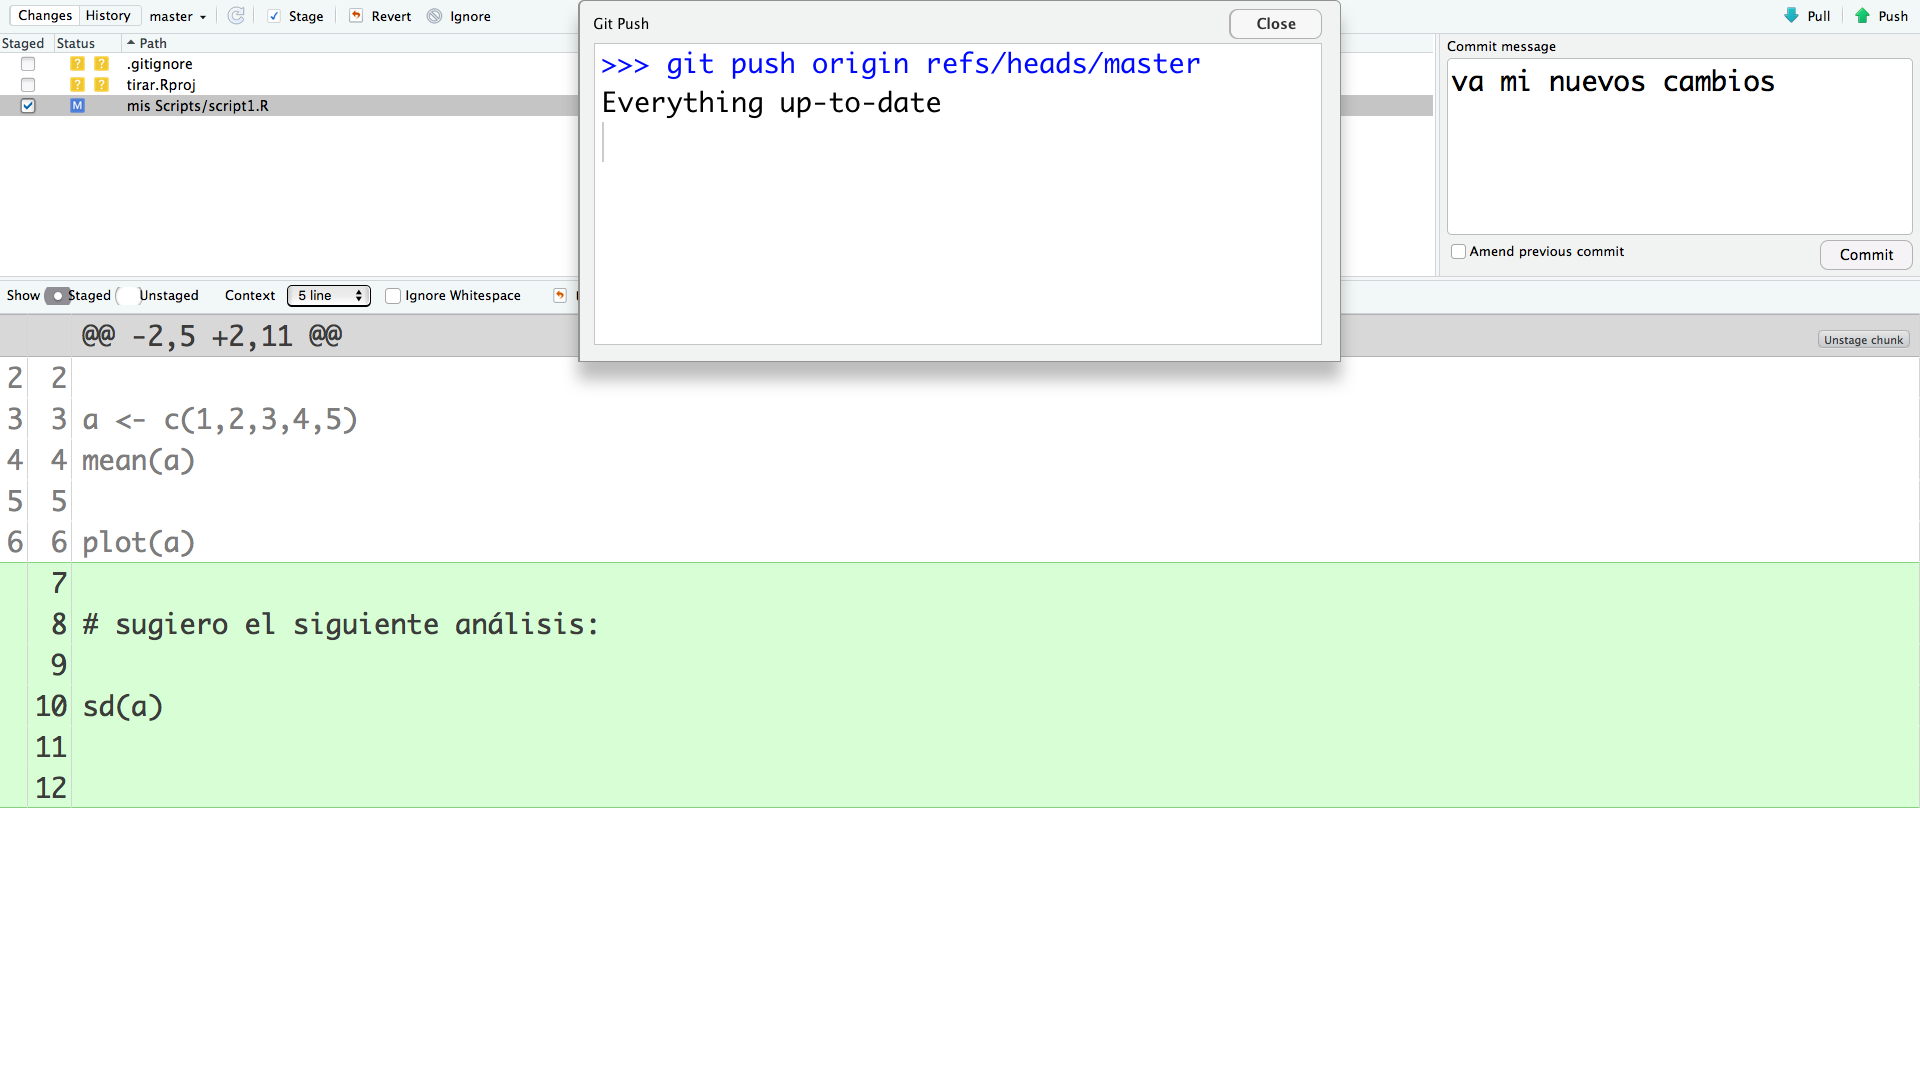 Changes History master Stage Revert Ignore
Pull Push
Staged Status Path
? ? .gitignore
? ? tirar.Rproj
M mis Scripts/script1.R
Git Push
Close
>>> git push origin refs/heads/master
Everything up-to-date
Commit message
va mi nuevos cambios
Amend previous commit
Commit
Show Staged Unstaged Context 5 line Ignore Whitespace
@@ -2,5 +2,11 @@
Unstage chunk
2 2
3 3 a <- c(1,2,3,4,5)
4 4 mean(a)
5 5
6 6 plot(a)
7
8 # sugiero el siguiente análisis:
9
10 sd(a)
11
12